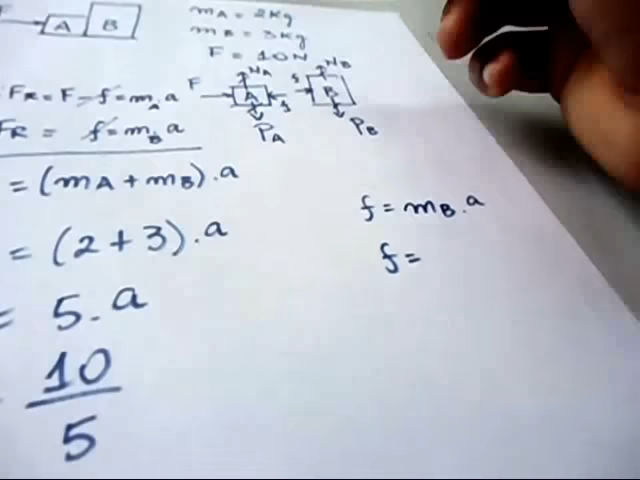 F A B
mA = 2kg
mB = 3kg
F = 10N
FR = F - f = mA a
FR = f = mB a
F A NA f PA
f B NB PB
= (mA + mB) . a
= (2 + 3) . a
= 5 . a
10
5
f = mB . a
f =